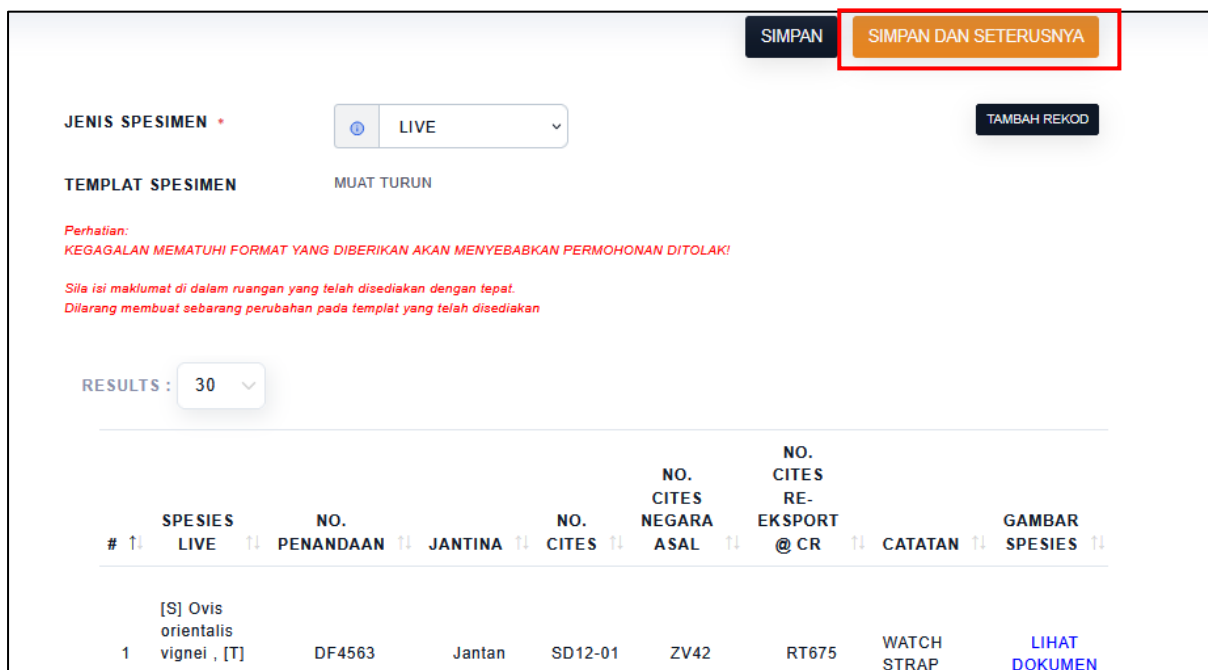 SIMPAN
SIMPAN DAN SETERUSNYA
JENIS SPESIMEN *
LIVE
TAMBAH REKOD
TEMPLAT SPESIMEN
MUAT TURUN
Perhatian:
KEGAGALAN MEMATUHI FORMAT YANG DIBERIKAN AKAN MENYEBABKAN PERMOHONAN DITOLAK!
Sila isi maklumat di dalam ruangan yang telah disediakan dengan tepat.
Dilarang membuat sebarang perubahan pada templat yang telah disediakan
RESULTS : 30
#
SPESIES
LIVE
NO.
PENANDAAN
JANTINA
NO.
CITES
NO.
CITES
NEGARA
ASAL
NO.
CITES
RE-
EKSPORT
@ CR
CATATAN
GAMBAR
SPESIES
1
[S] Ovis
orientalis
vignei , [T]
DF4563
Jantan
SD12-01
ZV42
RT675
WATCH
STRAP
LIHAT
DOKUMEN